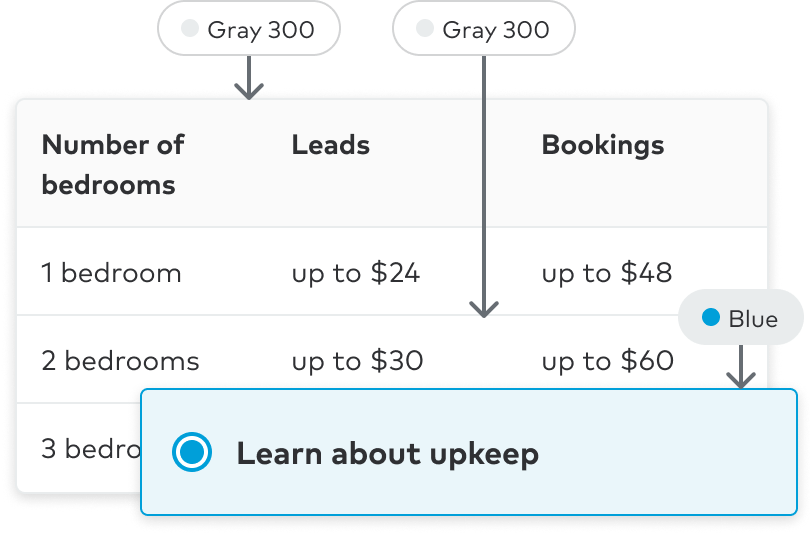 Gray 300
Gray 300
Number of bedrooms
Leads
Bookings
1 bedroom
up to $24
up to $48
Blue
2 bedrooms
up to $30
up to $60
3 bedro
Learn about upkeep